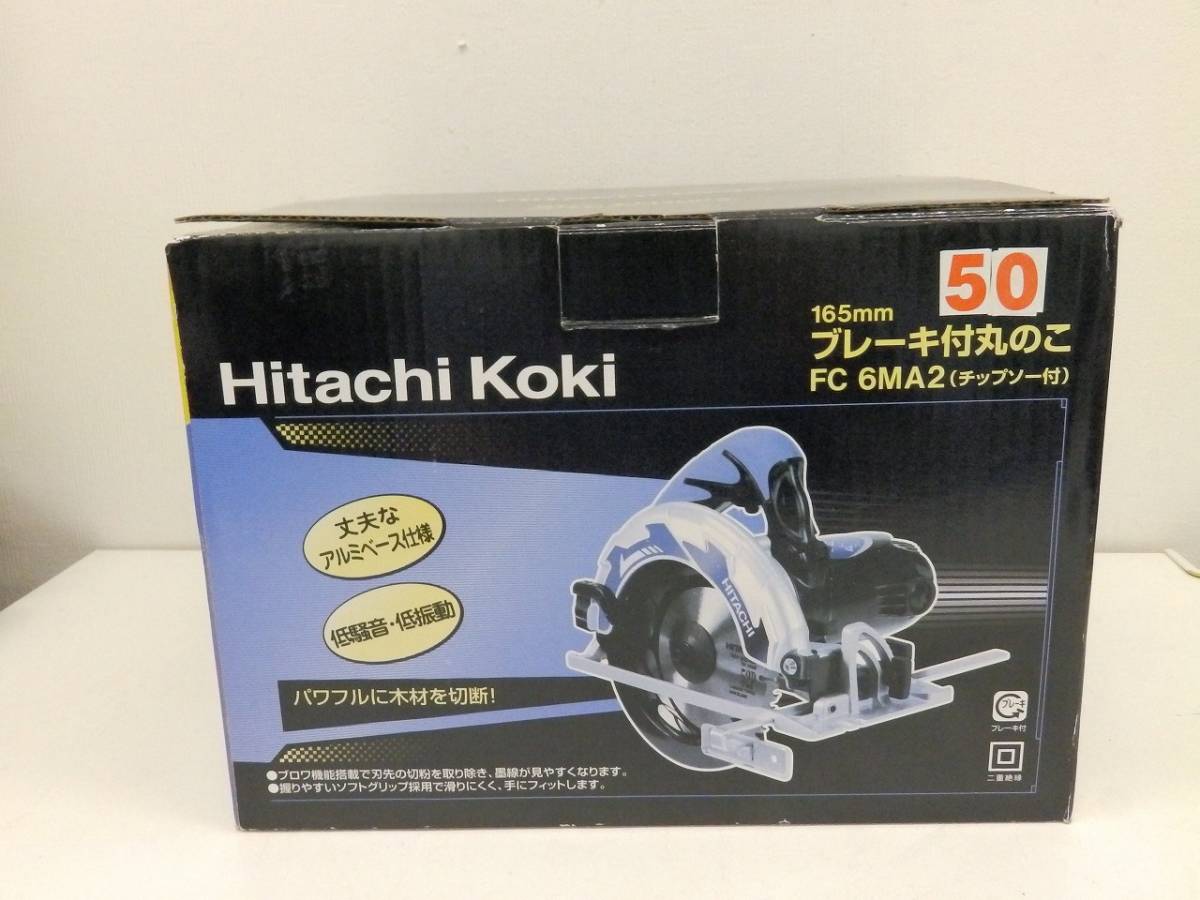 50
165mm
ブレーキ付丸のこ
FC 6MA2（チップソー付）
Hitachi Koki
丈夫な
アルミベース仕様
低騒音・低振動
パワフルに木材を切断！
HITACHI
ブレーキ
ブレーキ付
二重絶縁
●ブロワ機能搭載で刃先の切粉を取り除き、墨線が見やすくなります。
●握りやすいソフトグリップ採用で滑りにくく、手にフィットします。